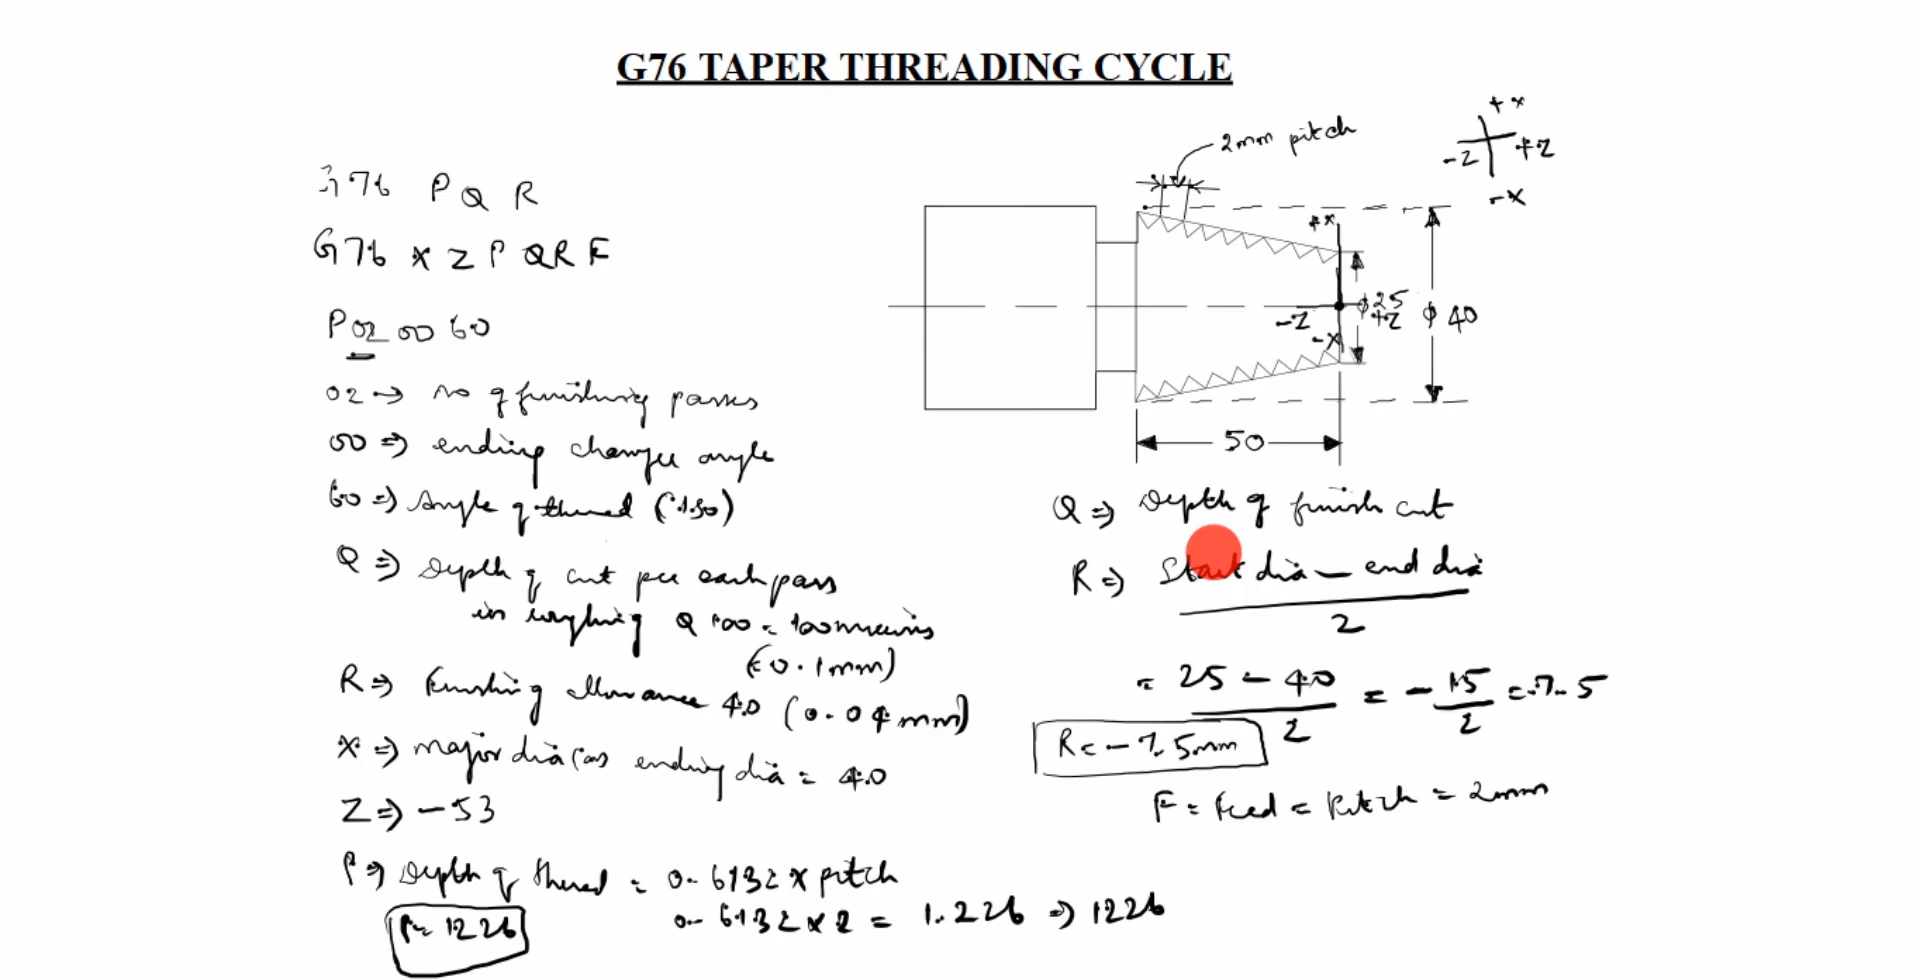 G76 TAPER THREADING CYCLE
G76 P Q R
G76 X Z P Q R F
P 02 00 60
02 → no of finishing passes
00 ⇒ ending chamfer angle
60 ⇒ Angle of thread
Q ⇒ Depth of cut per each pass
in roughing Q 100 = 100 microns
(0.1mm)
R ⇒ Finishing allowance 40 (0.04mm)
X ⇒ major dia (as ending dia = 40
Z ⇒ -53
P ⇒ Depth of thread = 0.6132 x pitch
0.6132 x 2 = 1.226 ⇒ 1226
P = 1226
2mm pitch
+x
-z +z
-x
+x
-z
+z
-x
ϕ25
ϕ 40
50
Q ⇒ Depth of finish cut
R ⇒ Start dia - end dia
2
= 25 - 40 = - 15 = -7.5
2 2
R = -7.5mm
F = Feed = Pitch = 2mm